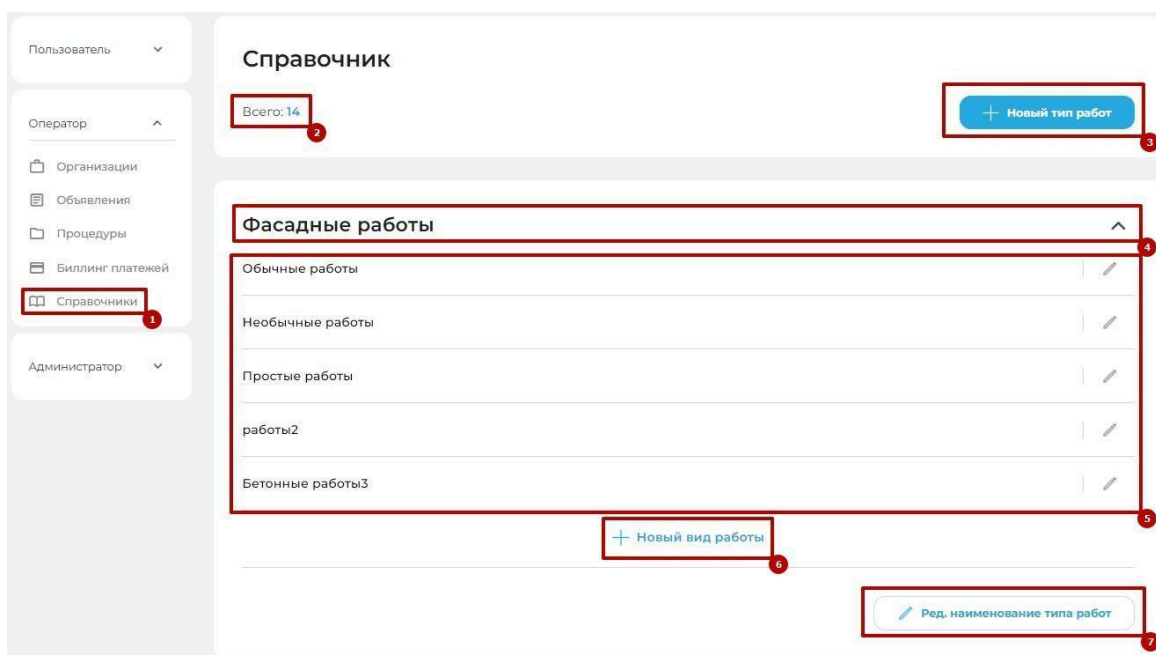 Пользователь
Оператор
Организации
Объявления
Процедуры
Биллинг платежей
Справочники
1
Администратор
Справочник
Всего: 14
2
Новый тип работ
3
Фасадные работы
4
Обычные работы
Необычные работы
Простые работы
работы2
Бетонные работы3
5
Новый вид работы
6
Ред. наименование типа работ
7